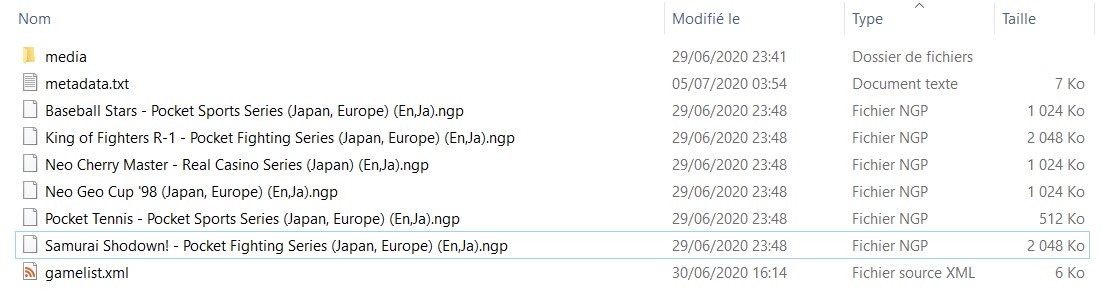 Nom Modifié le Type Taille
media 29/06/2020 23:41 Dossier de fichiers
metadata.txt 05/07/2020 03:54 Document texte 7 Ko
Baseball Stars - Pocket Sports Series (Japan, Europe) (En,Ja).ngp 29/06/2020 23:48 Fichier NGP 1 024 Ko
King of Fighters R-1 - Pocket Fighting Series (Japan, Europe) (En,Ja).ngp 29/06/2020 23:48 Fichier NGP 2 048 Ko
Neo Cherry Master - Real Casino Series (Japan) (En,Ja).ngp 29/06/2020 23:48 Fichier NGP 1 024 Ko
Neo Geo Cup '98 (Japan, Europe) (En,Ja).ngp 29/06/2020 23:48 Fichier NGP 1 024 Ko
Pocket Tennis - Pocket Sports Series (Japan, Europe) (En,Ja).ngp 29/06/2020 23:48 Fichier NGP 512 Ko
Samurai Shodown! - Pocket Fighting Series (Japan, Europe) (En,Ja).ngp 29/06/2020 23:48 Fichier NGP 2 048 Ko
gamelist.xml 30/06/2020 16:14 Fichier source XML 6 Ko